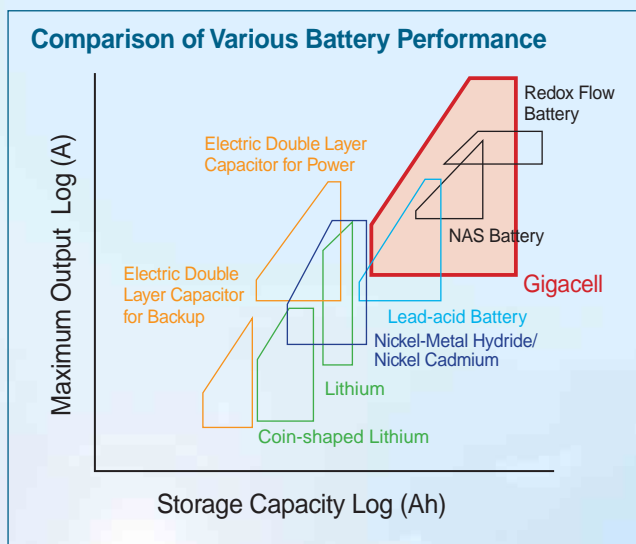 Comparison of Various Battery Performance
Maximum Output Log (A)
Redox Flow
Battery
Electric Double Layer
Capacitor for Power
NAS Battery
Electric Double
Layer Capacitor
for Backup
Gigacell
Lead-acid Battery
Nickel-Metal Hydride/
Nickel Cadmium
Lithium
Coin-shaped Lithium
Storage Capacity Log (Ah)